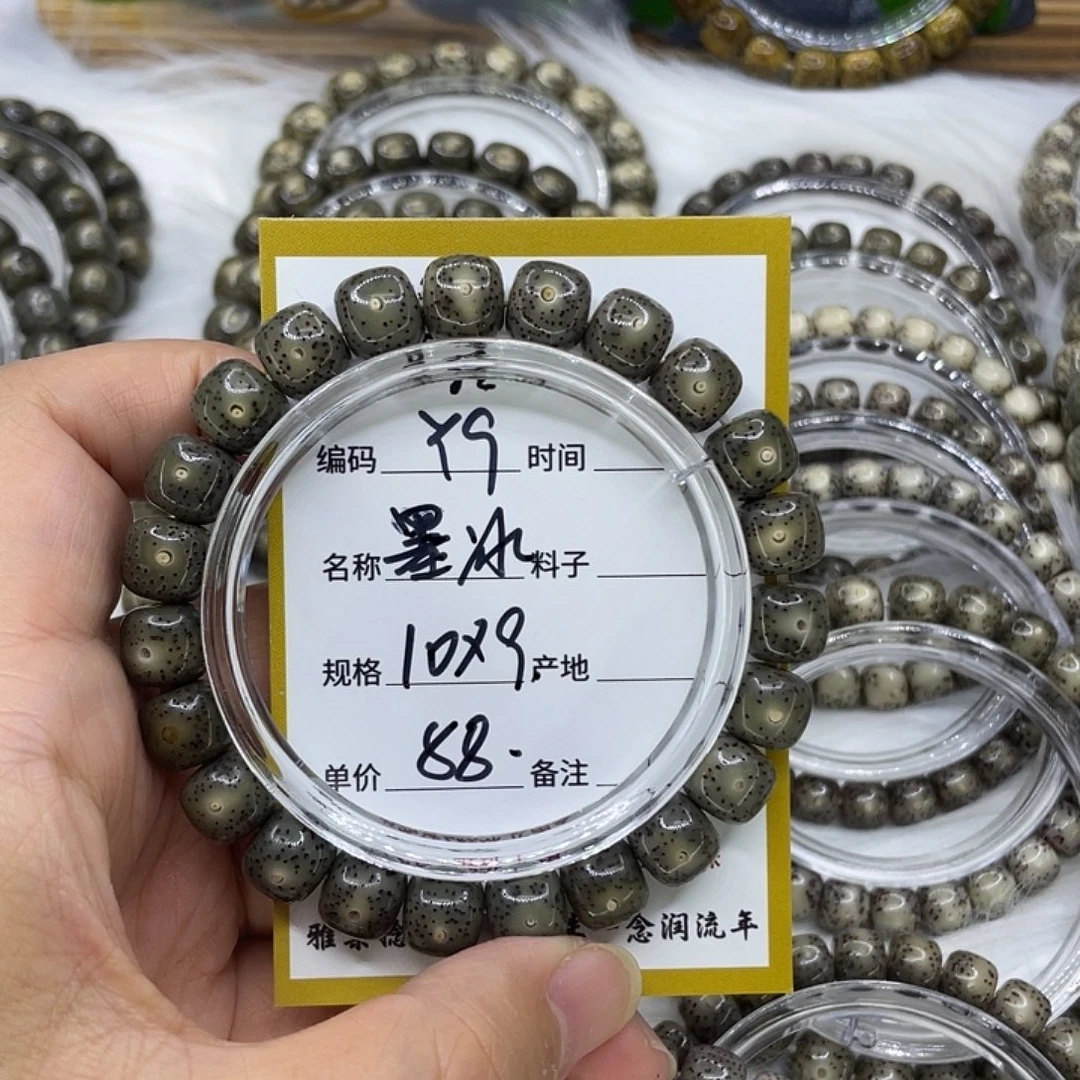 编码 Y9 时间
名称 墨冰 料子
规格 10X9. 产地
单价 88. 备注
雅 念润流年